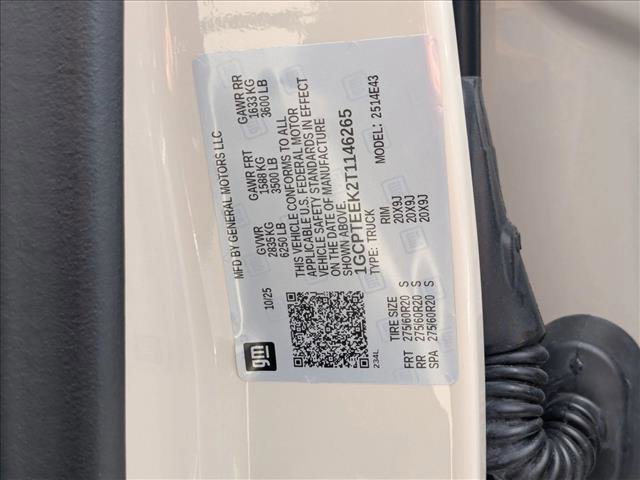 gm
MFD BY GENERAL MOTORS LLC
10/25
GVWR GAWR FRT GAWR RR
2835 KG 1588 KG 1633 KG
6250 LB 3500 LB 3600 LB
THIS VEHICLE CONFORMS TO ALL
APPLICABLE U.S. FEDERAL MOTOR
VEHICLE SAFETY STANDARDS IN EFFECT
ON THE DATE OF MANUFACTURE
SHOWN ABOVE.
1GCPTEEK2T1146265
TYPE: TRUCK MODEL: 2514E43
234L
TIRE SIZE RIM
FRT 275/60R20 S 20X9J
RR 275/60R20 S 20X9J
SPA 275/60R20 S 20X9J